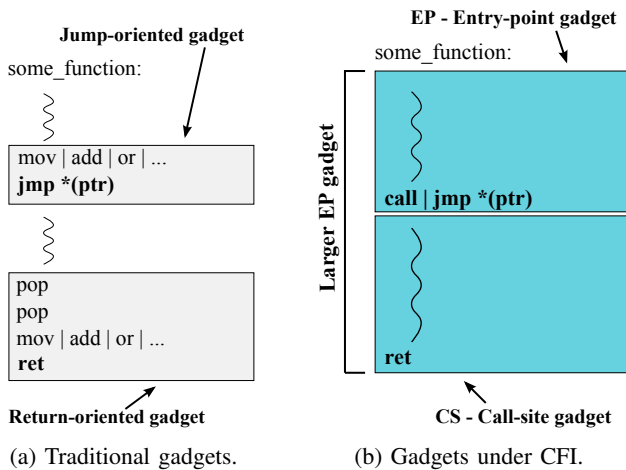 Jump-oriented gadget
some_function:
mov | add | or | ...
jmp *(ptr)
pop
pop
mov | add | or | ...
ret
Return-oriented gadget
(a) Traditional gadgets.
EP - Entry-point gadget
some_function:
Larger EP gadget
call | jmp *(ptr)
ret
CS - Call-site gadget
(b) Gadgets under CFI.